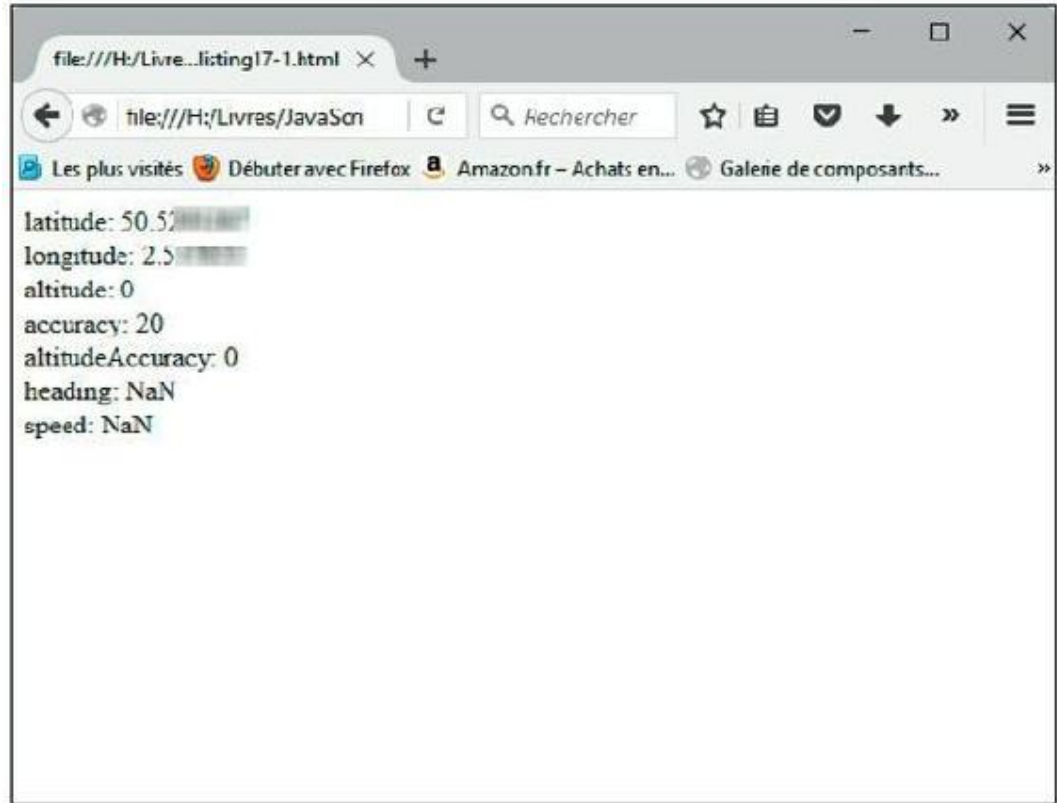 file:///H:/Livre...listing17-1.html
file:///H:/Livres/JavaScri
Rechercher
Les plus visités Débuter avec Firefox Amazon.fr – Achats en... Galerie de composants... »
latitude: 50.52
longitude: 2.5
altitude: 0
accuracy: 20
altitudeAccuracy: 0
heading: NaN
speed: NaN